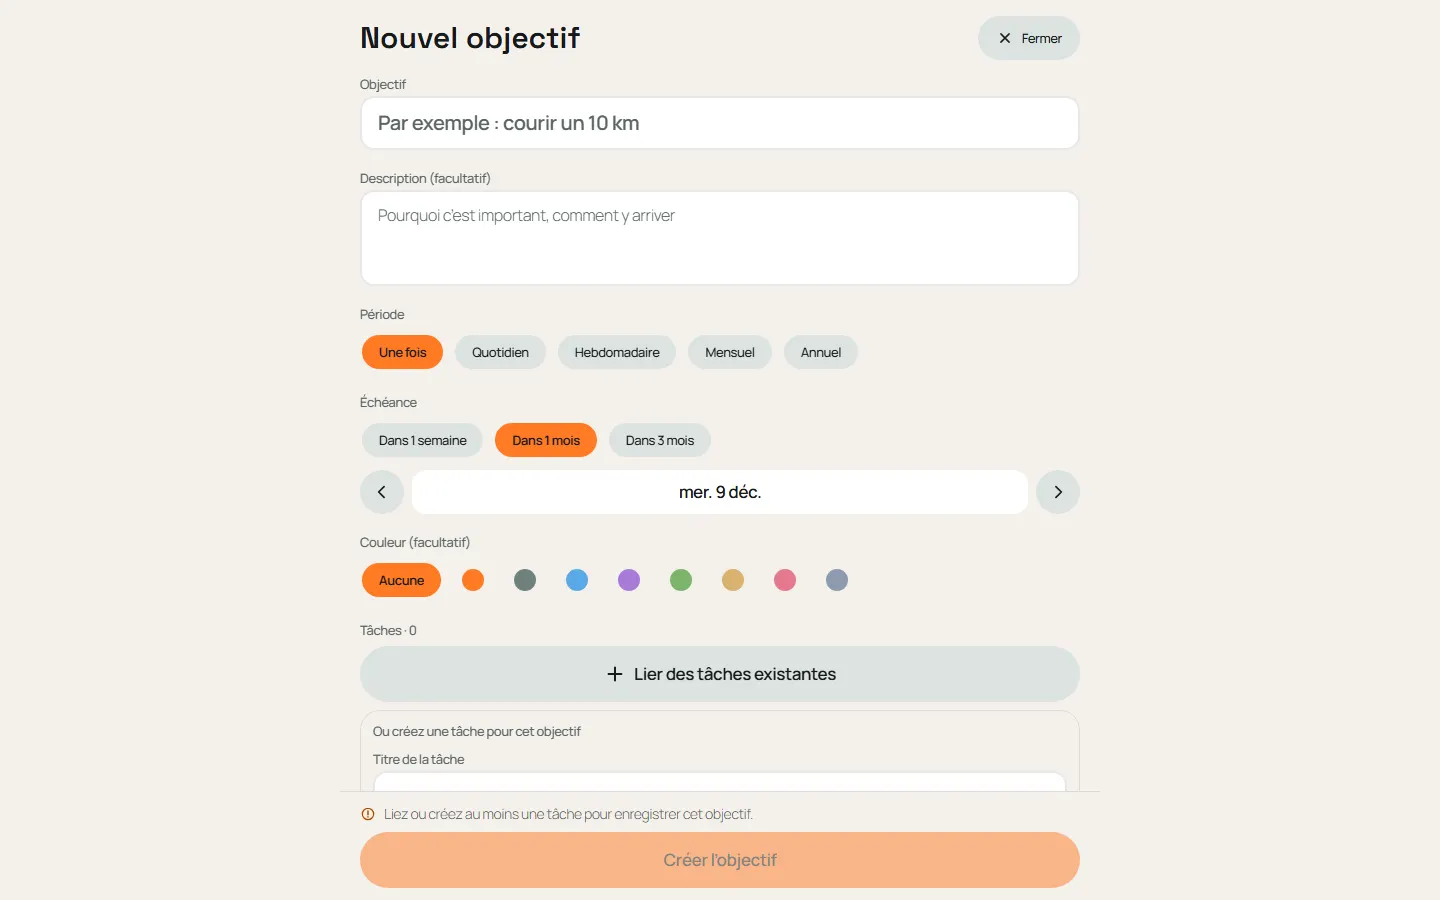 Nouvel objectif
Fermer
Objectif
Par exemple : courir un 10 km
Description (facultatif)
Pourquoi c'est important, comment y arriver
Période
Une fois
Quotidien
Hebdomadaire
Mensuel
Annuel
Échéance
Dans 1 semaine
Dans 1 mois
Dans 3 mois
mer. 9 déc.
Couleur (facultatif)
Aucune
Tâches · 0
Lier des tâches existantes
Ou créez une tâche pour cet objectif
Titre de la tâche
Liez ou créez au moins une tâche pour enregistrer cet objectif.
Créer l'objectif